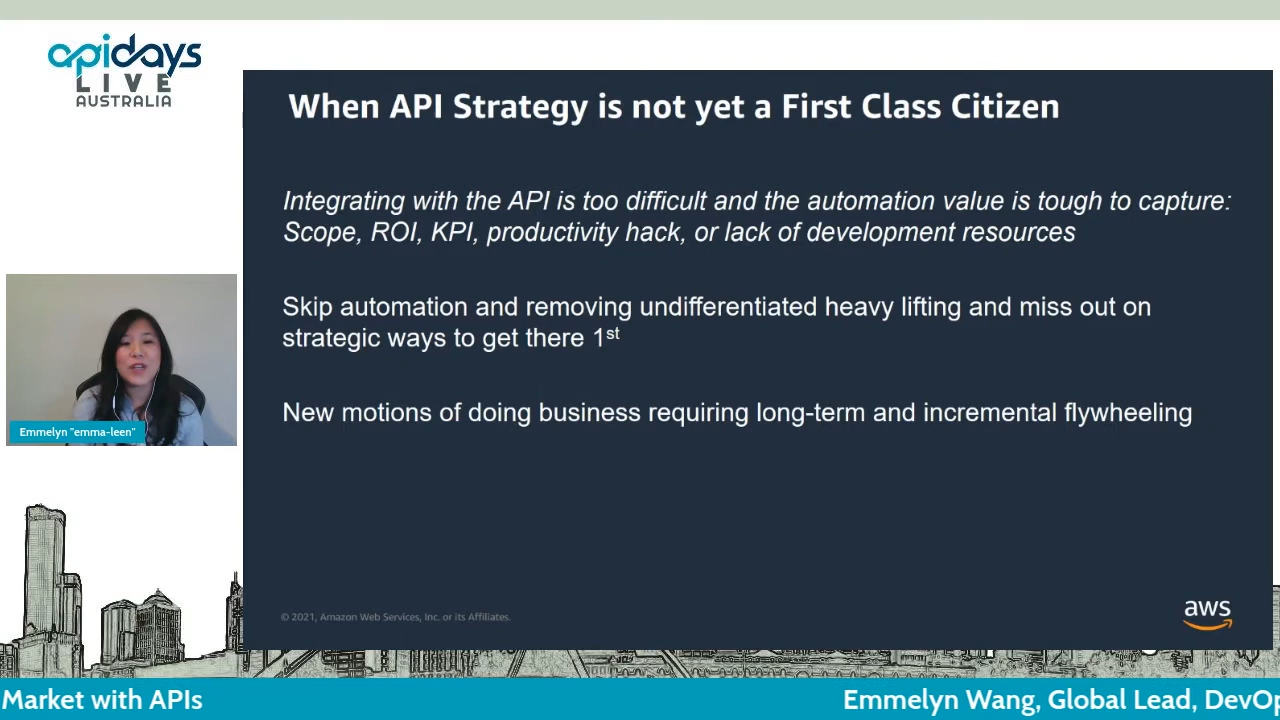 apidays
LIVE
AUSTRALIA
When API Strategy is not yet a First Class Citizen
Integrating with the API is too difficult and the automation value is tough to capture:
Scope, ROI, KPI, productivity hack, or lack of development resources
Skip automation and removing undifferentiated heavy lifting and miss out on
strategic ways to get there 1st
New motions of doing business requiring long-term and incremental flywheeling
Emmelyn "emma-leen"
© 2021, Amazon Web Services, Inc. or its Affiliates.
aws
Market with APIs
Emmelyn Wang, Global Lead, DevOp